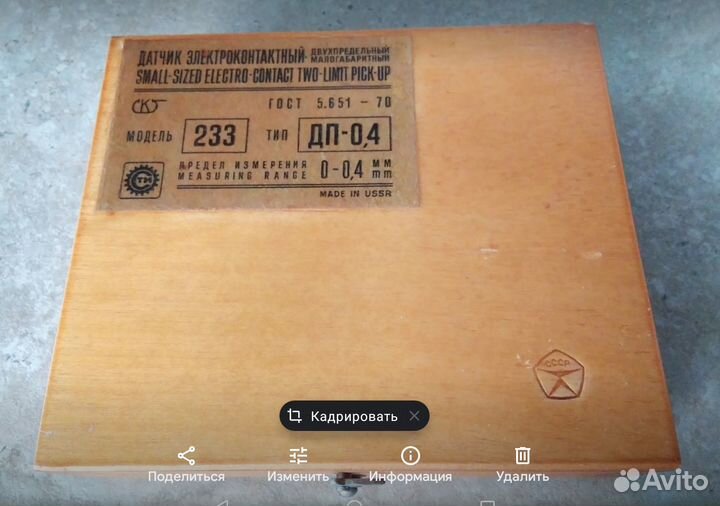 ДАТЧИК ЭЛЕКТРОКОНТАКТНЫЙ ДВУХПРЕДЕЛЬНЫЙ МАЛОГАБАРИТНЫЙ
SMALL-SIZED ELECTRO-CONTACT TWO-LIMIT PICK-UP
ГОСТ 5.651 - 70
МОДЕЛЬ 233 ТИП ДП-0,4
ПРЕДЕЛ ИЗМЕРЕНИЯ 0-0,4 мм
MEASURING RANGE mm
MADE IN USSR
СССР
Кадрировать
Поделиться Изменить Информация Удалить
Avito